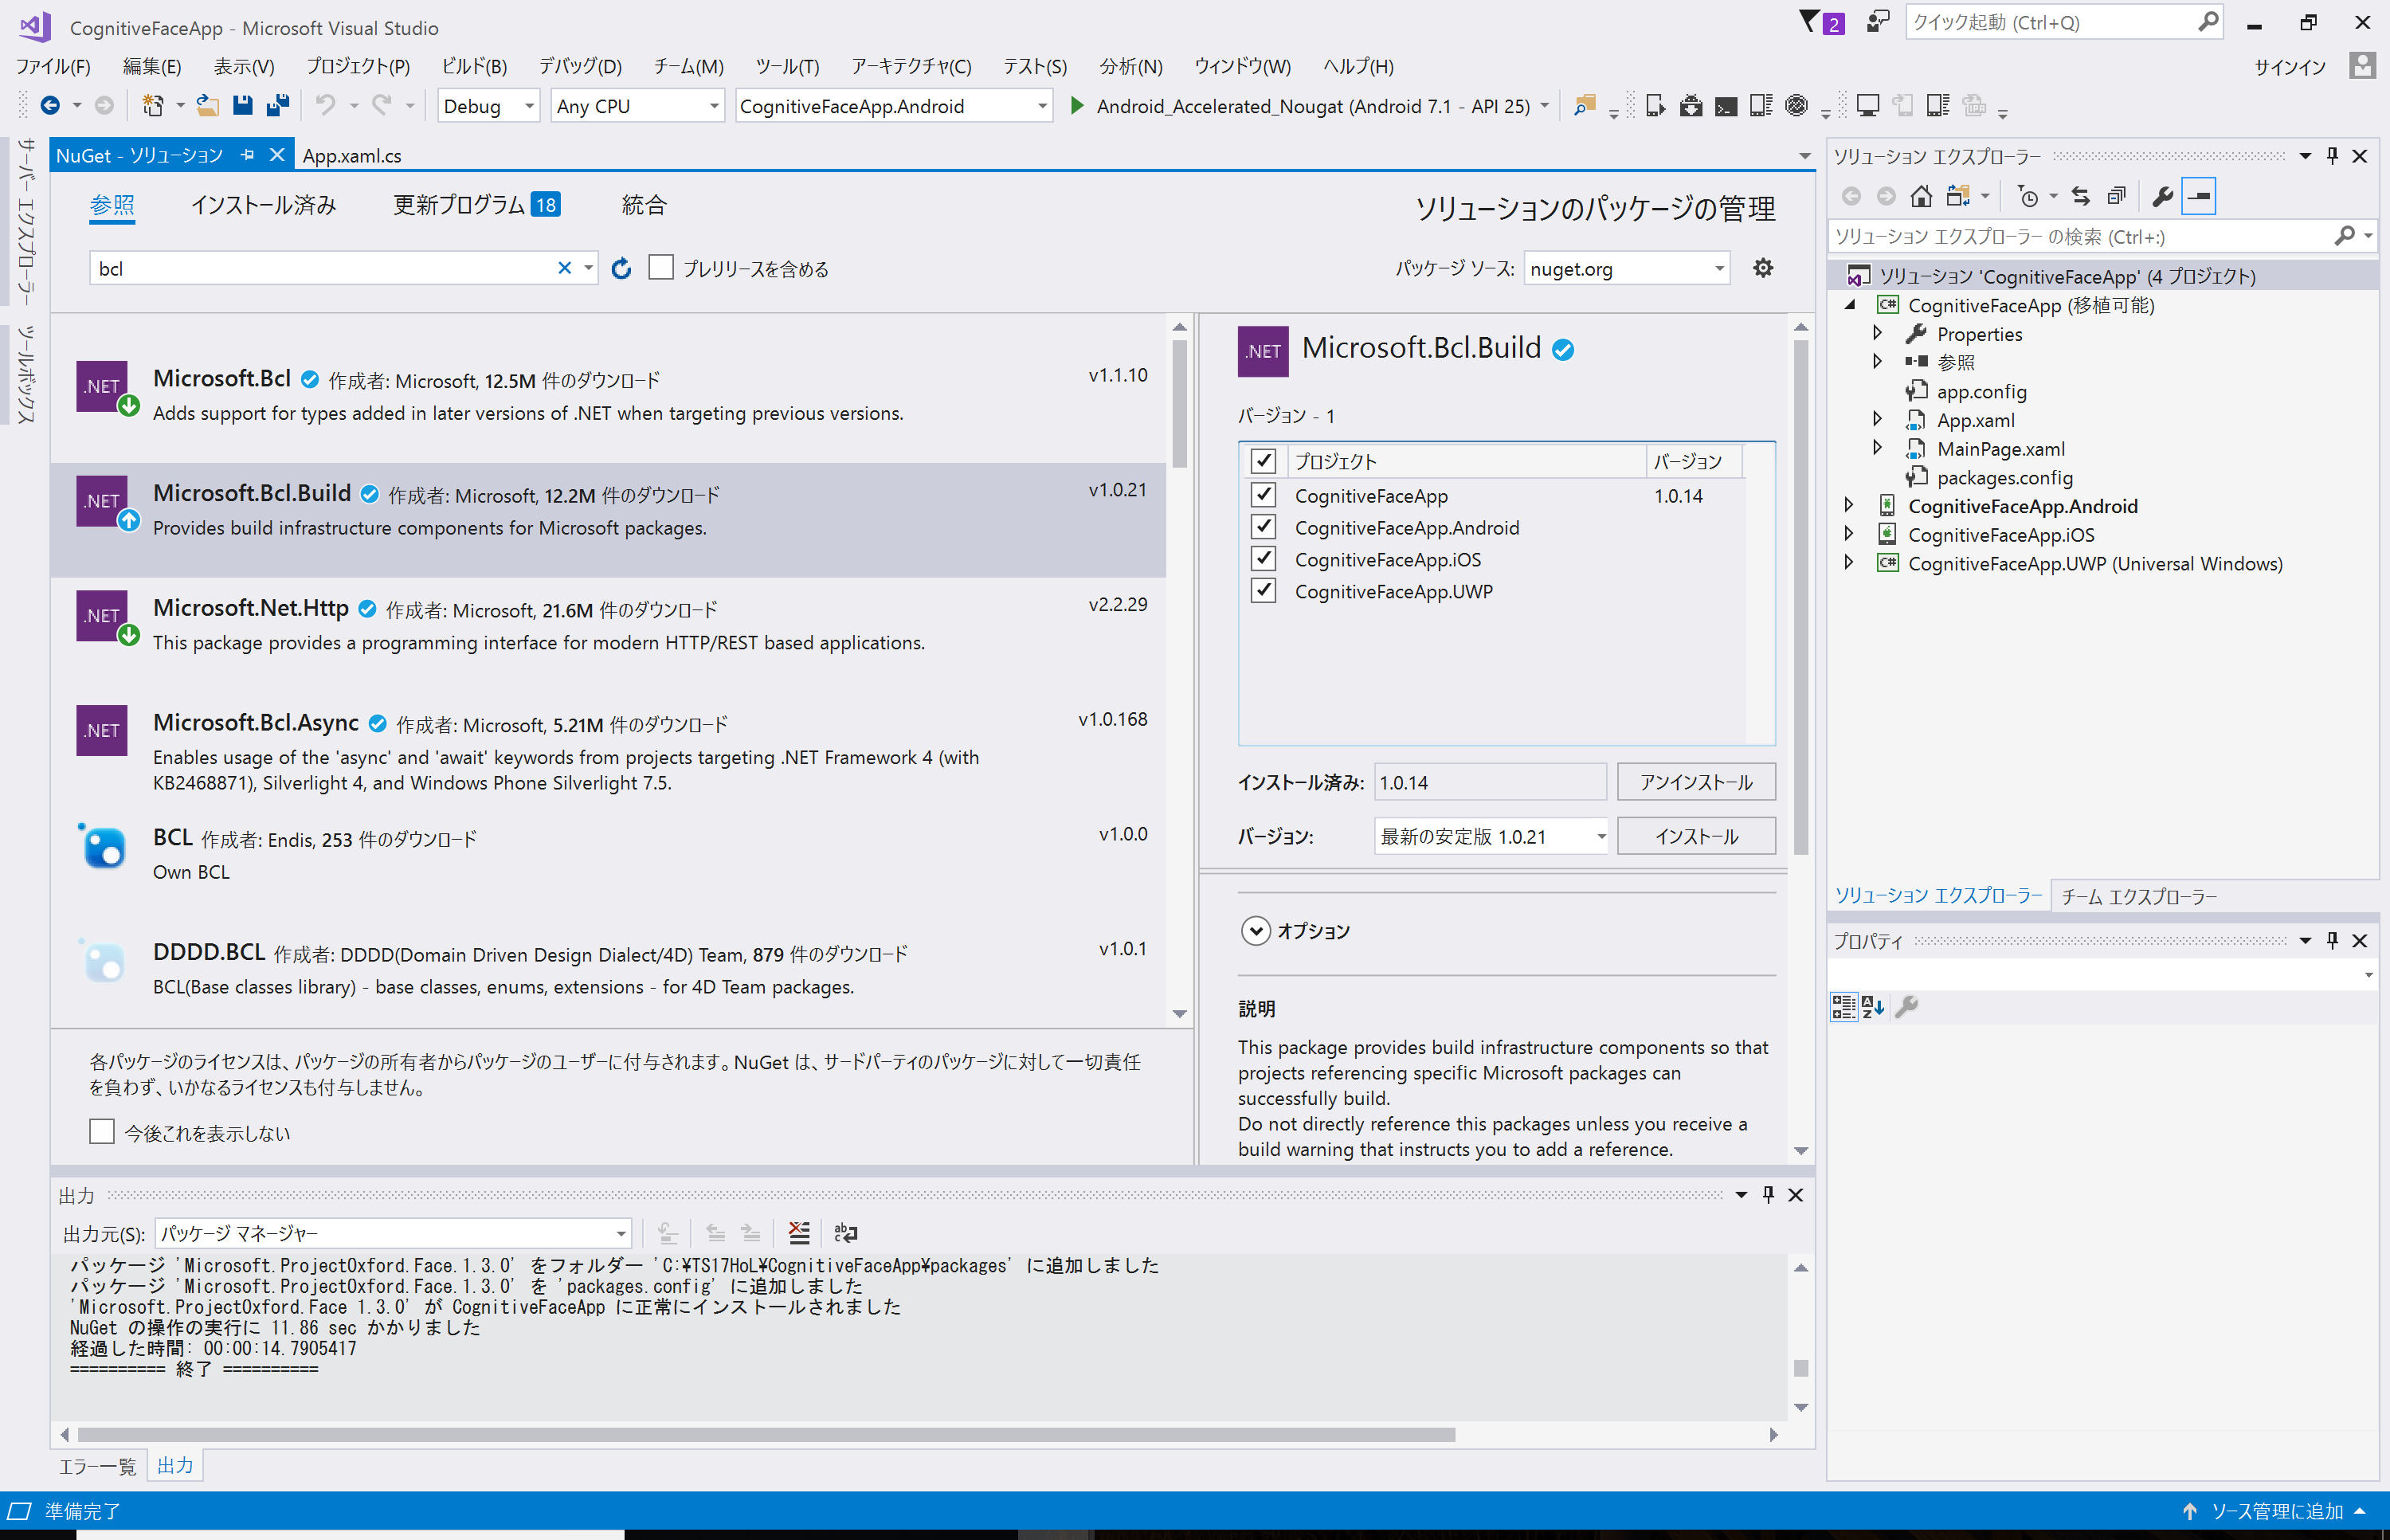 CognitiveFaceApp - Microsoft Visual Studio
2
クイック起動 (Ctrl+Q)
ファイル(F) 編集(E) 表示(V) プロジェクト(P) ビルド(B) デバッグ(D) チーム(M) ツール(T) アーキテクチャ(C) テスト(S) 分析(N) ウィンドウ(W) ヘルプ(H)
サインイン
Debug Any CPU CognitiveFaceApp.Android Android_Accelerated_Nougat (Android 7.1 - API 25)
サーバー エクスプローラー
ツールボックス
NuGet - ソリューション App.xaml.cs
参照 インストール済み 更新プログラム 18 統合
ソリューションのパッケージの管理
bcl
プレリリースを含める
パッケージ ソース: nuget.org
.NET
Microsoft.Bcl 作成者: Microsoft, 12.5M 件のダウンロード v1.1.10
Adds support for types added in later versions of .NET when targeting previous versions.
.NET
Microsoft.Bcl.Build 作成者: Microsoft, 12.2M 件のダウンロード v1.0.21
Provides build infrastructure components for Microsoft packages.
.NET
Microsoft.Net.Http 作成者: Microsoft, 21.6M 件のダウンロード v2.2.29
This package provides a programming interface for modern HTTP/REST based applications.
.NET
Microsoft.Bcl.Async 作成者: Microsoft, 5.21M 件のダウンロード v1.0.168
Enables usage of the 'async' and 'await' keywords from projects targeting .NET Framework 4 (with
KB2468871), Silverlight 4, and Windows Phone Silverlight 7.5.
BCL 作成者: Endis, 253 件のダウンロード v1.0.0
Own BCL
DDDD.BCL 作成者: DDDD(Domain Driven Design Dialect/4D) Team, 879 件のダウンロード v1.0.1
BCL(Base classes library) - base classes, enums, extensions - for 4D Team packages.
各パッケージのライセンスは、パッケージの所有者からパッケージのユーザーに付与されます。NuGet は、サードパーティのパッケージに対して一切責任
を負わず、いかなるライセンスも付与しません。
今後これを表示しない
.NET
Microsoft.Bcl.Build
バージョン - 1
プロジェクト バージョン
CognitiveFaceApp 1.0.14
CognitiveFaceApp.Android
CognitiveFaceApp.iOS
CognitiveFaceApp.UWP
インストール済み: 1.0.14 アンインストール
バージョン: 最新の安定版 1.0.21 インストール
オプション
説明
This package provides build infrastructure components so that
projects referencing specific Microsoft packages can
successfully build.
Do not directly reference this packages unless you receive a
build warning that instructs you to add a reference.
出力
出力元(S): パッケージ マネージャー
パッケージ 'Microsoft.ProjectOxford.Face.1.3.0' をフォルダー 'C:¥TS17HoL¥CognitiveFaceApp¥packages' に追加しました
パッケージ 'Microsoft.ProjectOxford.Face.1.3.0' を 'packages.config' に追加しました
'Microsoft.ProjectOxford.Face 1.3.0' が CognitiveFaceApp に正常にインストールされました
NuGet の操作の実行に 11.86 sec かかりました
経過した時間: 00:00:14.7905417
========== 終了 ==========
エラー一覧 出力
ソリューション エクスプローラー
ソリューション エクスプローラー の検索 (Ctrl+:)
ソリューション 'CognitiveFaceApp' (4 プロジェクト)
C# CognitiveFaceApp (移植可能)
Properties
参照
app.config
App.xaml
MainPage.xaml
packages.config
CognitiveFaceApp.Android
CognitiveFaceApp.iOS
C# CognitiveFaceApp.UWP (Universal Windows)
ソリューション エクスプローラー チーム エクスプローラー
プロパティ
準備完了
ソース管理に追加